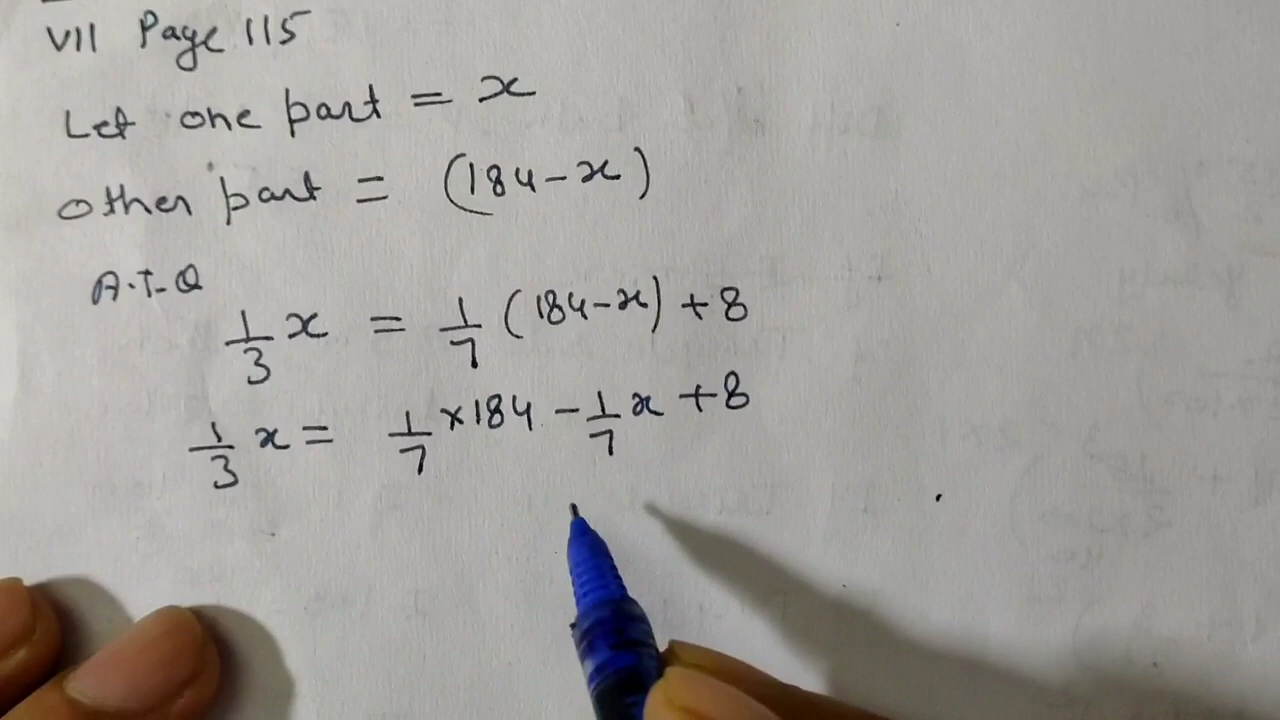 VII Page 115
Let one part = x
Other part = (184-x)
A.T.Q
1/3 x = 1/7 (184-x) + 8
1/3 x = 1/7 × 184 - 1/7 x + 8